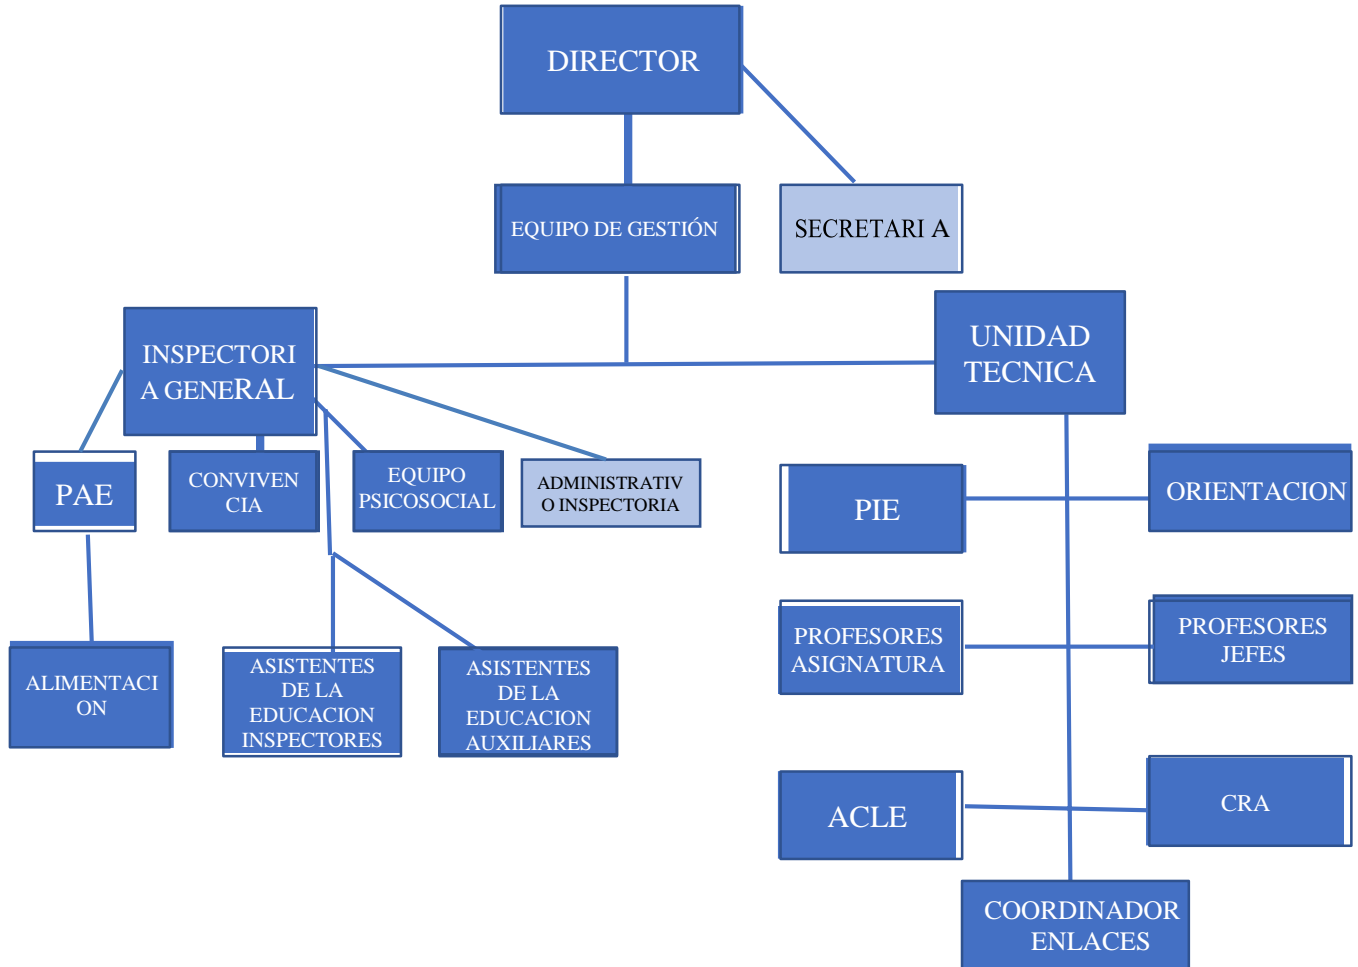 DIRECTOR
EQUIPO DE GESTIÓN
SECRETARI A
INSPECTORI
A GENERAL
UNIDAD
TECNICA
PAE
CONVIVEN
CIA
EQUIPO
PSICOSOCIAL
ADMINISTRATIV
O INSPECTORIA
PIE
ORIENTACION
PROFESORES
ASIGNATURA
PROFESORES
JEFES
ALIMENTACI
ON
ASISTENTES
DE LA
EDUCACION
INSPECTORES
ASISTENTES
DE LA
EDUCACION
AUXILIARES
ACLE
CRA
COORDINADOR
ENLACES